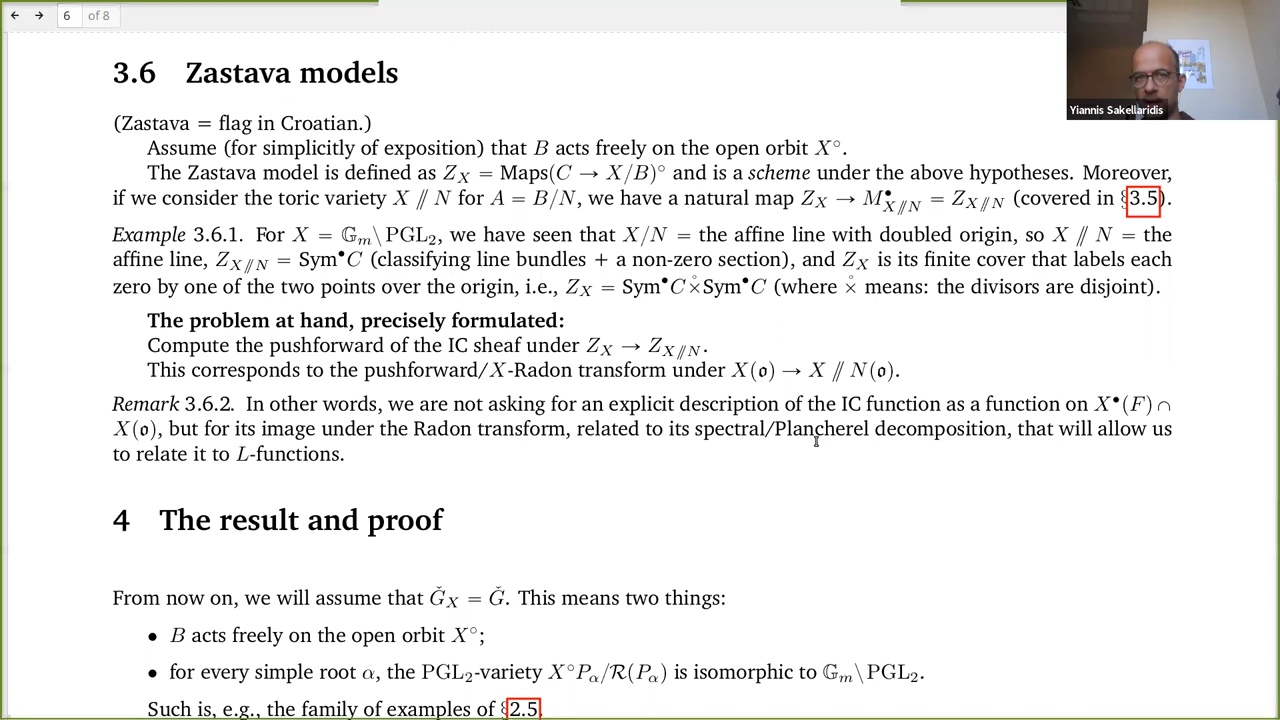 6 of 8
Yiannis Sakellaridis
3.6 Zastava models
(Zastava = flag in Croatian.)
Assume (for simplicitly of exposition) that B acts freely on the open orbit X°.
The Zastava model is defined as Z_X = Maps(C → X/B)° and is a scheme under the above hypotheses. Moreover,
if we consider the toric variety X ⫽ N for A = B/N, we have a natural map Z_X → M^•_{X⫽N} = Z_{X⫽N} (covered in §3.5).
Example 3.6.1. For X = 𝔾_m\PGL₂, we have seen that X/N = the affine line with doubled origin, so X ⫽ N = the
affine line, Z_{X⫽N} = Sym^•C (classifying line bundles + a non-zero section), and Z_X is its finite cover that labels each
zero by one of the two points over the origin, i.e., Z_X = Sym^•C ×̊ Sym^•C (where ×̊ means: the divisors are disjoint).
The problem at hand, precisely formulated:
Compute the pushforward of the IC sheaf under Z_X → Z_{X⫽N}.
This corresponds to the pushforward/X-Radon transform under X(𝔬) → X ⫽ N(𝔬).
Remark 3.6.2. In other words, we are not asking for an explicit description of the IC function as a function on X^•(F) ∩
X(𝔬), but for its image under the Radon transform, related to its spectral/Plancherel decomposition, that will allow us
to relate it to L-functions.
4 The result and proof
From now on, we will assume that Ǧ_X = Ǧ. This means two things:
• B acts freely on the open orbit X°;
• for every simple root α, the PGL₂-variety X°P_α/ℛ(P_α) is isomorphic to 𝔾_m\PGL₂.
Such is, e.g., the family of examples of §2.5.